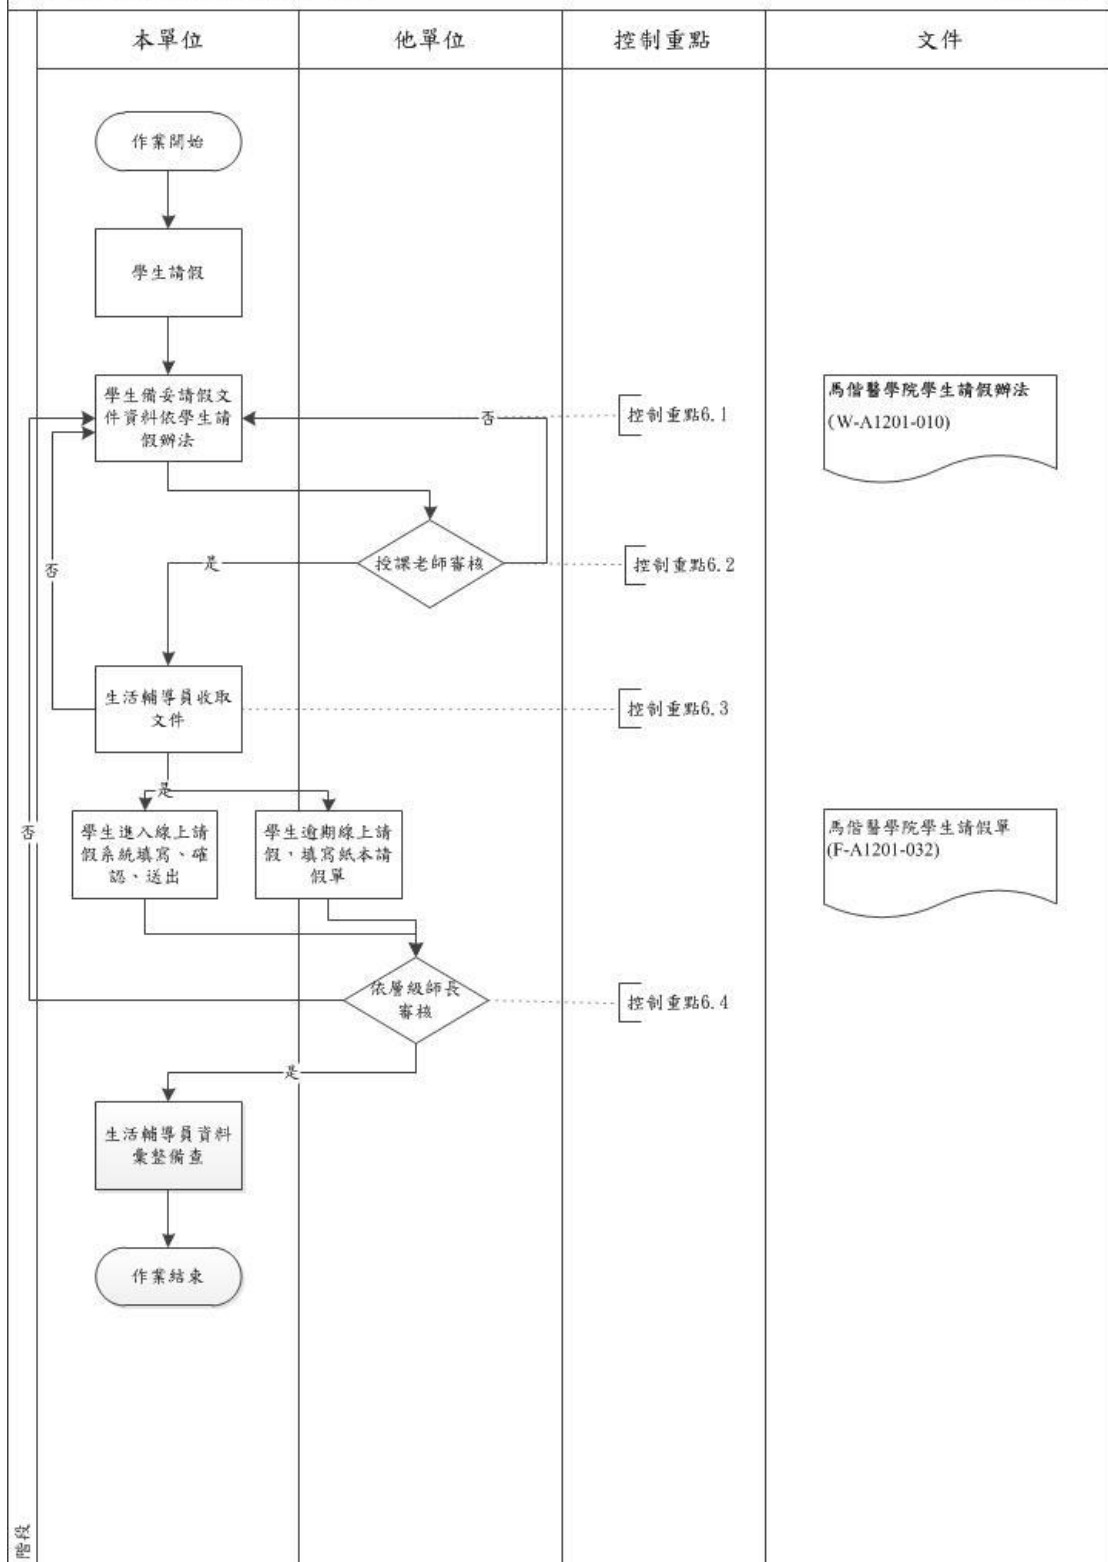 本單位
他單位
控制重點
文件
作業開始
學生請假
學生備妥請假文
件資料依學生請
假辦法
否
控制重點6.1
馬偕醫學院學生請假辦法
(W-A1201-010)
是
授課老師審核
控制重點6.2
否
生活輔導員收取
文件
控制重點6.3
是
否
學生進入線上請
假系統填寫、確
認、送出
學生逾期線上請
假，填寫紙本請
假單
馬偕醫學院學生請假單
(F-A1201-032)
依層級師長
審核
控制重點6.4
是
生活輔導員資料
彙整備查
作業結束
階段